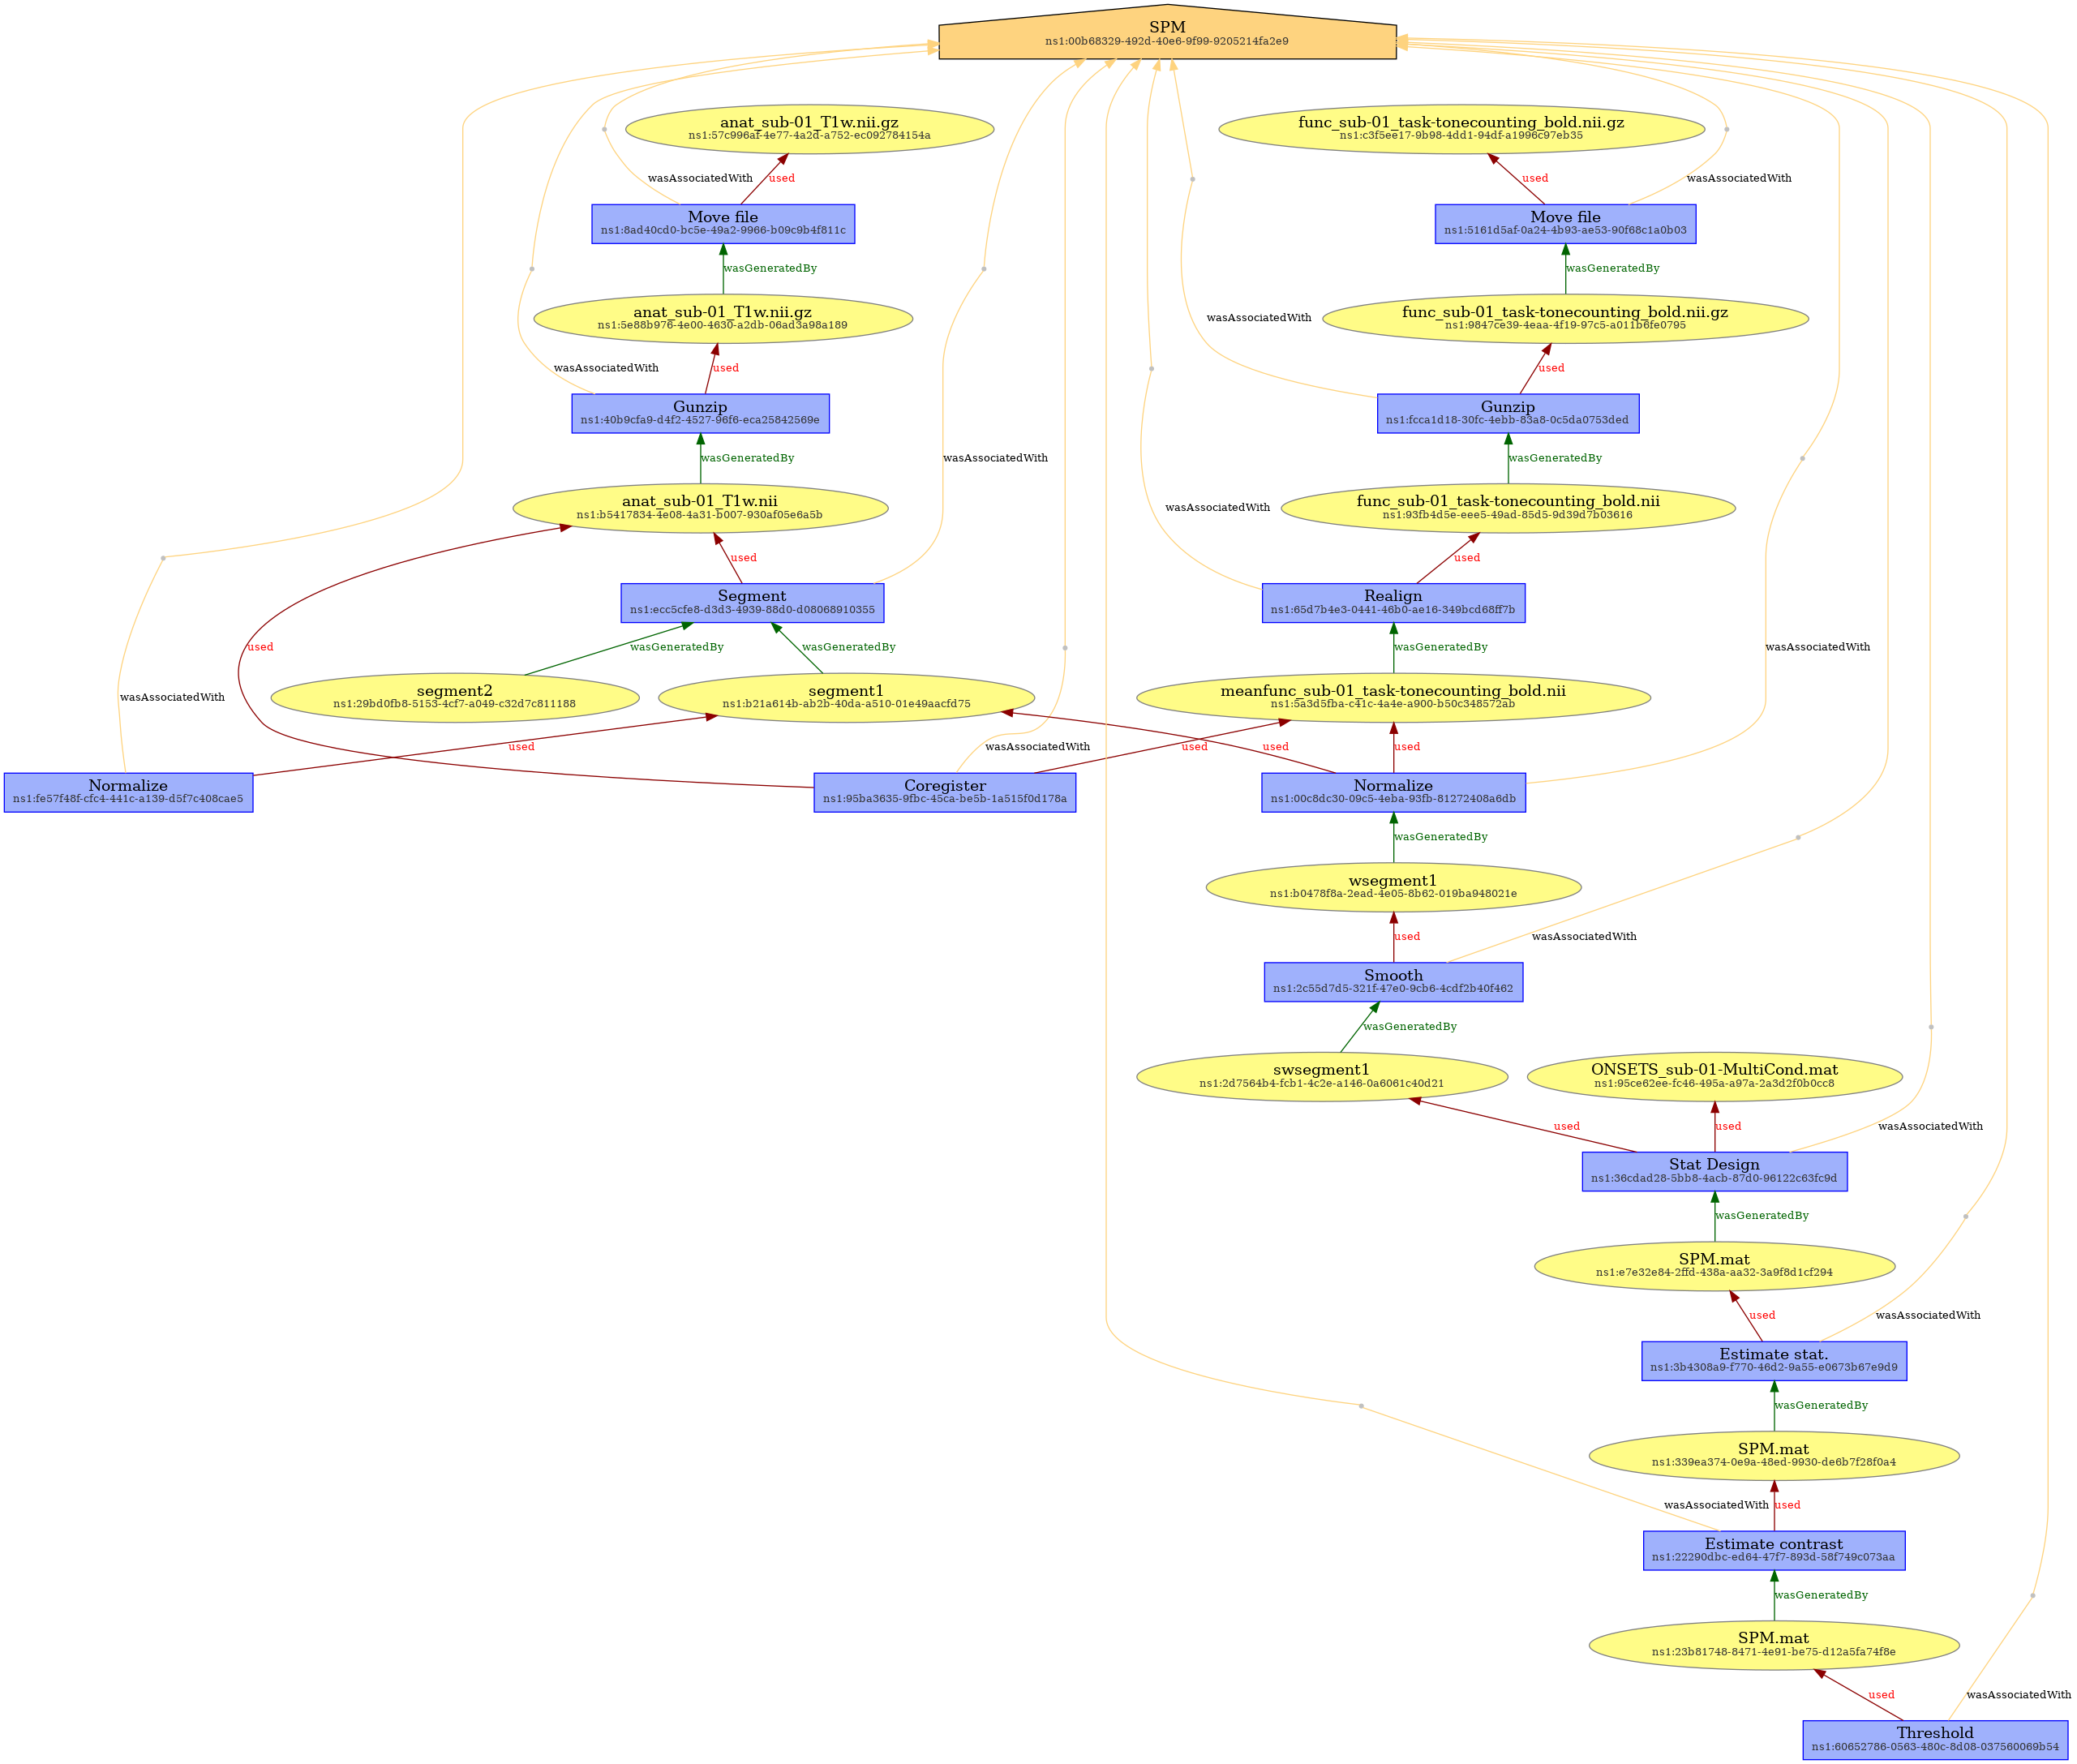 SPM
ns1:00b68329-492d-40e6-9f99-9205214fa2e9
anat_sub-01_T1w.nii.gz
ns1:57c996af-4e77-4a2d-a752-ec092784154a
func_sub-01_task-tonecounting_bold.nii.gz
ns1:c3f5ee17-9b98-4dd1-94df-a1996c97eb35
wasAssociatedWith
used
used
wasAssociatedWith
Move file
ns1:8ad40cd0-bc5e-49a2-9966-b09c9b4f811c
Move file
ns1:5161d5af-0a24-4b93-ae53-90f68c1a0b03
wasGeneratedBy
wasGeneratedBy
anat_sub-01_T1w.nii.gz
ns1:5e88b976-4e00-4630-a2db-06ad3a98a189
wasAssociatedWith
func_sub-01_task-tonecounting_bold.nii.gz
ns1:9847ce39-4eaa-4f19-97c5-a011b6fe0795
wasAssociatedWith
used
used
Gunzip
ns1:40b9cfa9-d4f2-4527-96f6-eca25842569e
Gunzip
ns1:fcca1d18-30fc-4ebb-83a8-0c5da0753ded
wasGeneratedBy
wasAssociatedWith
wasGeneratedBy
anat_sub-01_T1w.nii
ns1:b5417834-4e08-4a31-b007-930af05e6a5b
wasAssociatedWith
func_sub-01_task-tonecounting_bold.nii
ns1:93fb4d5e-eee5-49ad-85d5-9d39d7b03616
used
used
Segment
ns1:ecc5cfe8-d3d3-4939-88d0-d08068910355
Realign
ns1:65d7b4e3-0441-46b0-ae16-349bcd68ff7b
used
wasGeneratedBy
wasGeneratedBy
wasGeneratedBy
wasAssociatedWith
wasAssociatedWith
segment2
ns1:29bd0fb8-5153-4cf7-a049-c32d7c811188
segment1
ns1:b21a614b-ab2b-40da-a510-01e49aacfd75
meanfunc_sub-01_task-tonecounting_bold.nii
ns1:5a3d5fba-c41c-4a4e-a900-b50c348572ab
used
wasAssociatedWith
used
used
used
Normalize
ns1:fe57f48f-cfc4-441c-a139-d5f7c408cae5
Coregister
ns1:95ba3635-9fbc-45ca-be5b-1a515f0d178a
Normalize
ns1:00c8dc30-09c5-4eba-93fb-81272408a6db
wasGeneratedBy
wsegment1
ns1:b0478f8a-2ead-4e05-8b62-019ba948021e
used
wasAssociatedWith
Smooth
ns1:2c55d7d5-321f-47e0-9cb6-4cdf2b40f462
wasGeneratedBy
swsegment1
ns1:2d7564b4-fcb1-4c2e-a146-0a6061c40d21
ONSETS_sub-01-MultiCond.mat
ns1:95ce62ee-fc46-495a-a97a-2a3d2f0b0cc8
used
used
wasAssociatedWith
Stat Design
ns1:36cdad28-5bb8-4acb-87d0-96122c63fc9d
wasGeneratedBy
SPM.mat
ns1:e7e32e84-2ffd-438a-aa32-3a9f8d1cf294
used
wasAssociatedWith
Estimate stat.
ns1:3b4308a9-f770-46d2-9a55-e0673b67e9d9
wasGeneratedBy
SPM.mat
ns1:339ea374-0e9a-48ed-9930-de6b7f28f0a4
wasAssociatedWith
used
Estimate contrast
ns1:22290dbc-ed64-47f7-893d-58f749c073aa
wasGeneratedBy
SPM.mat
ns1:23b81748-8471-4e91-be75-d12a5fa74f8e
used
wasAssociatedWith
Threshold
ns1:60652786-0563-480c-8d08-037560069b54